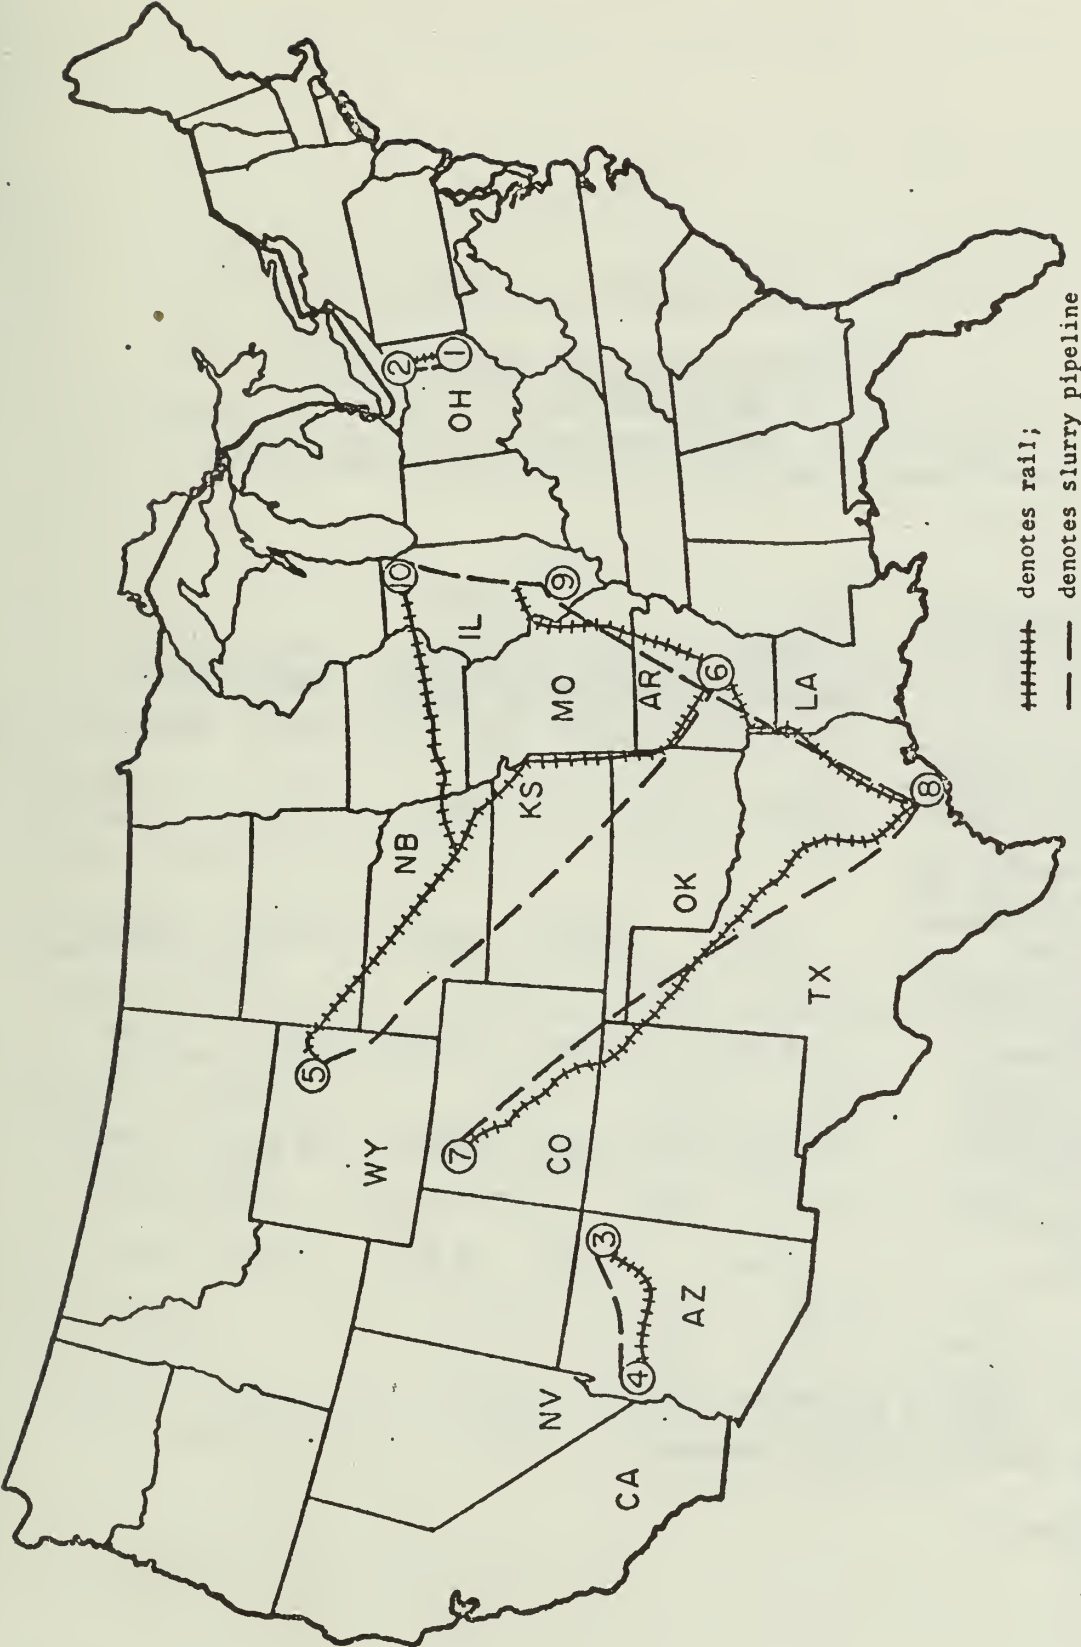 WY
NB
IL
OH
NV
CO
KS
MO
CA
AZ
OK
AR
TX
LA
1
2
3
4
5
6
7
8
9
10
denotes rail;
denotes slurry pipeline